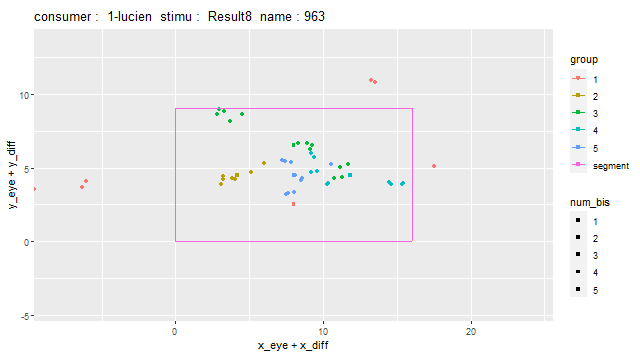 consumer :  1-lucien  stimu :  Result8  name : 963
group
1
2
3
4
5
segment
num_bis
1
2
3
4
5
10
5
0
-5
y_eye + y_diff
0
10
20
x_eye + x_diff